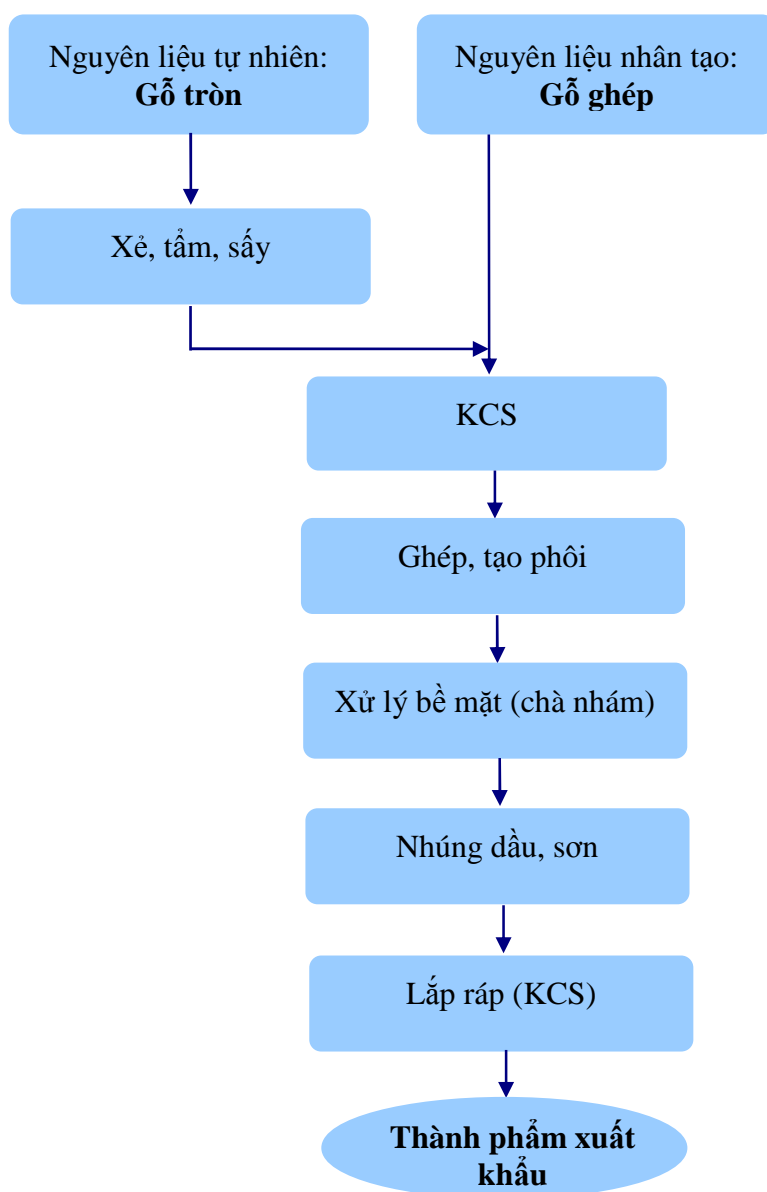 Nguyên liệu tự nhiên:
Gỗ tròn
Nguyên liệu nhân tạo:
Gỗ ghép
Xẻ, tẩm, sấy
KCS
Ghép, tạo phôi
Xử lý bề mặt (chà nhám)
Nhúng dầu, sơn
Lắp ráp (KCS)
Thành phẩm xuất
khẩu